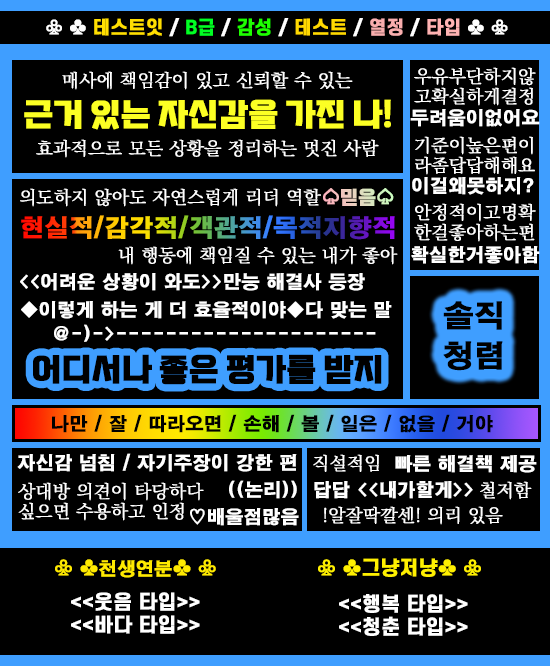 ♧ ♣ 테스트잇 / B급 / 감성 / 테스트 / 열정 / 타입 ♣ ♧
매사에 책임감이 있고 신뢰할 수 있는
근거 있는 자신감을 가진 나!
효과적으로 모든 상황을 정리하는 멋진 사람
우유부단하지않
고확실하게결정
두려움이없어요
기준이높은편이
라좀답답해해요
이걸왜못하지?
안정적이고명확
한걸좋아하는편
확실한거좋아함
의도하지 않아도 자연스럽게 리더 역할♤믿음♤
현실적/감각적/객관적/목적지향적
내 행동에 책임질 수 있는 내가 좋아
<<어려운 상황이 와도>>만능 해결사 등장
◆이렇게 하는 게 더 효율적이야◆다 맞는 말
@-)->---------------------
어디서나 좋은 평가를 받지
솔직
청렴
나만 / 잘 / 따라오면 / 손해 / 볼 / 일은 / 없을 / 거야
자신감 넘침 / 자기주장이 강한 편
상대방 의견이 타당하다 ((논리))
싶으면 수용하고 인정 ♡배울점많음
직설적임 빠른 해결책 제공
답답 <<내가할게>> 철저함
!알잘딱깔센! 의리 있음
♧ ♣천생연분♣ ♧
<<웃음 타입>>
<<바다 타입>>
♧ ♣그냥저냥♣ ♧
<<행복 타입>>
<<청춘 타입>>